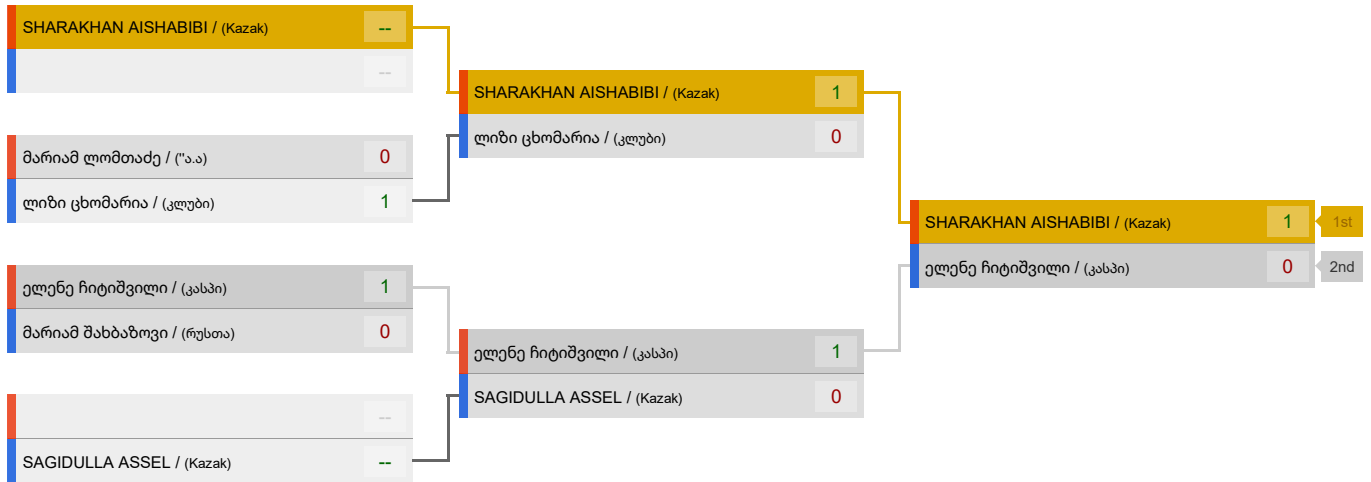 SHARAKHAN AISHABIBI / (Kazak) --
--
მარიამ ლომთაძე / ("ა.ა) 0
ლიზი ცხომარია / (კლუბი) 1
ელენე ჩიტიშვილი / (კასპი) 1
მარიამ შახბაზოვი / (რუსთა) 0
--
SAGIDULLA ASSEL / (Kazak) --
SHARAKHAN AISHABIBI / (Kazak) 1
ლიზი ცხომარია / (კლუბი) 0
ელენე ჩიტიშვილი / (კასპი) 1
SAGIDULLA ASSEL / (Kazak) 0
SHARAKHAN AISHABIBI / (Kazak) 1 1st
ელენე ჩიტიშვილი / (კასპი) 0 2nd